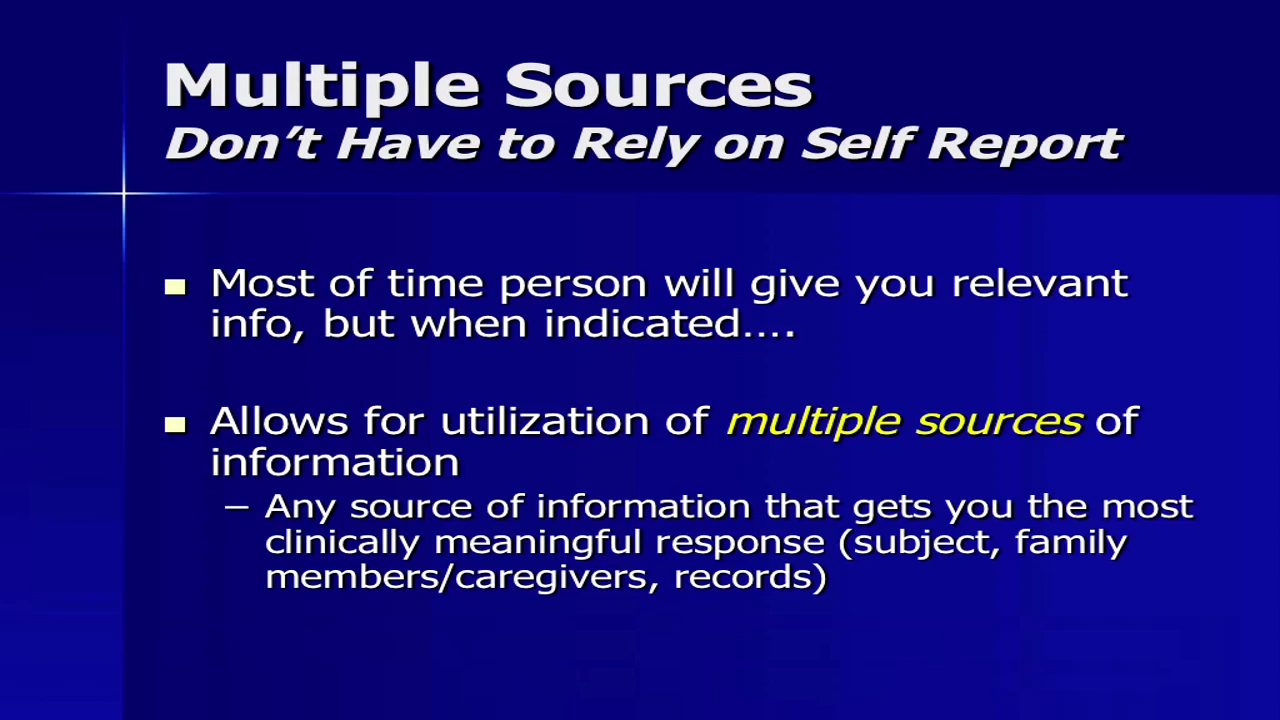 Multiple Sources
Don’t Have to Rely on Self Report
Most of time person will give you relevant
info, but when indicated….
Allows for utilization of multiple sources of
information
– Any source of information that gets you the most
clinically meaningful response (subject, family
members/caregivers, records)